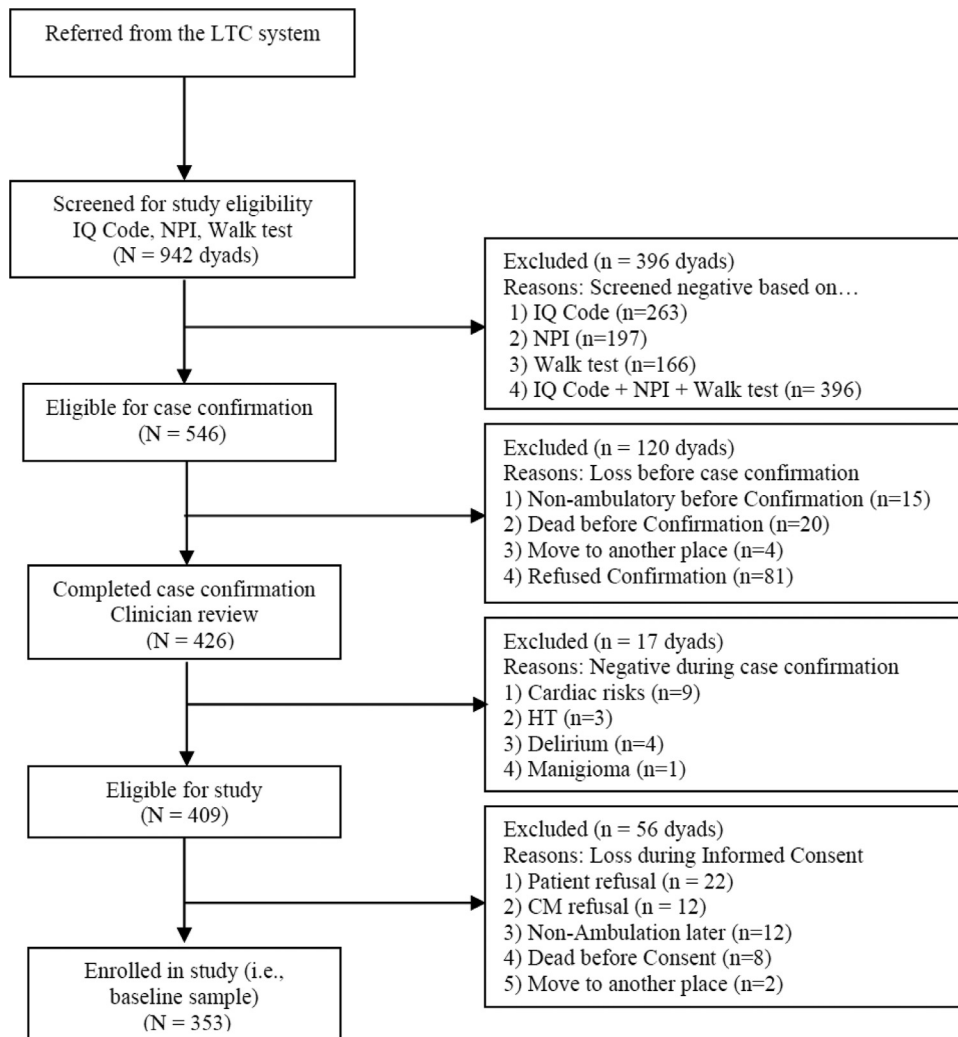 Referred from the LTC system
Screened for study eligibility
IQ Code, NPI, Walk test
(N = 942 dyads)
Excluded (n = 396 dyads)
Reasons: Screened negative based on…
1) IQ Code (n=263)
2) NPI (n=197)
3) Walk test (n=166)
4) IQ Code + NPI + Walk test (n= 396)
Eligible for case confirmation
(N = 546)
Excluded (n = 120 dyads)
Reasons: Loss before case confirmation
1) Non-ambulatory before Confirmation (n=15)
2) Dead before Confirmation (n=20)
3) Move to another place (n=4)
4) Refused Confirmation (n=81)
Completed case confirmation
Clinician review
(N = 426)
Excluded (n = 17 dyads)
Reasons: Negative during case confirmation
1) Cardiac risks (n=9)
2) HT (n=3)
3) Delirium (n=4)
4) Manigioma (n=1)
Eligible for study
(N = 409)
Excluded (n = 56 dyads)
Reasons: Loss during Informed Consent
1) Patient refusal (n = 22)
2) CM refusal (n = 12)
3) Non-Ambulation later (n=12)
4) Dead before Consent (n=8)
5) Move to another place (n=2)
Enrolled in study (i.e.,
baseline sample)
(N = 353)